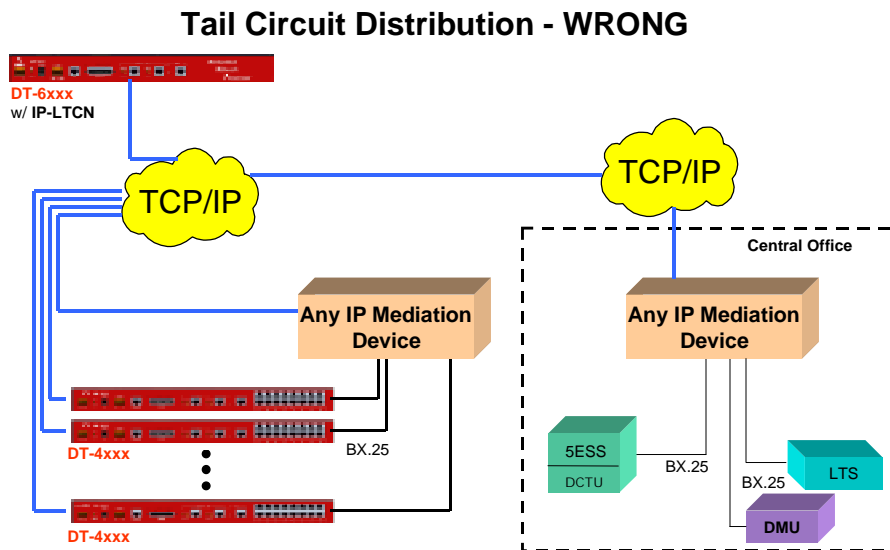 Tail Circuit Distribution - WRONG
DT-6xxx
w/ IP-LTCN
TCP/IP
TCP/IP
Central Office
Any IP Mediation
Device
Any IP Mediation
Device
DT-4xxx
BX.25
DT-4xxx
5ESS
DCTU
BX.25
BX.25
LTS
DMU